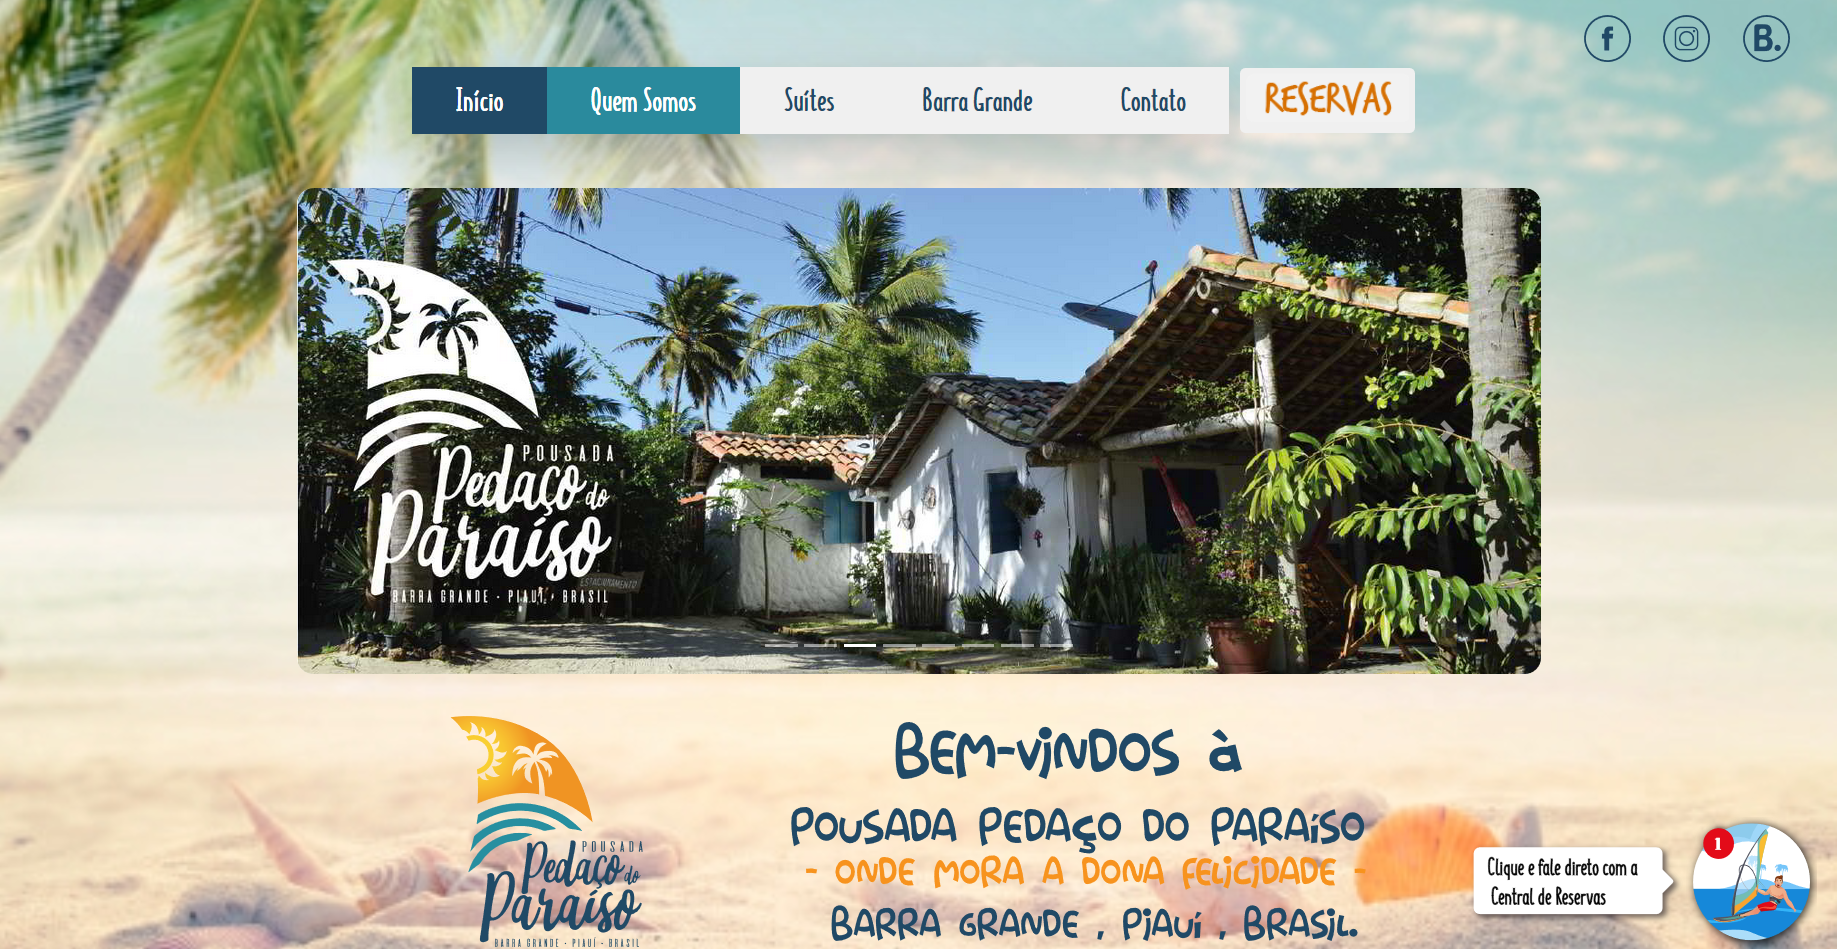 B.
Início Quem Somos Suítes Barra Grande Contato RESERVAS
POUSADA
Pedaço do
Paraíso
BARRA GRANDE · PIAUÍ · BRASIL
ESTACIONAMENTO
Bem-vindos à
Pousada Pedaço do Paraíso
- onde mora a Dona Felicidade -
Barra Grande , Piauí , Brasil.
POUSADA
Pedaço do
Paraíso
BARRA GRANDE · PIAUÍ · BRASIL
1
Clique e fale direto com a
Central de Reservas